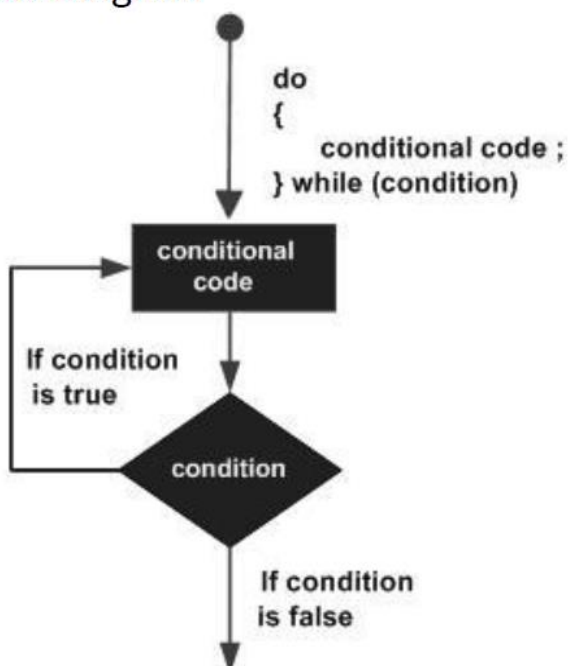 do
{
conditional code ;
} while (condition)
conditional
code
If condition
is true
condition
If condition
is false